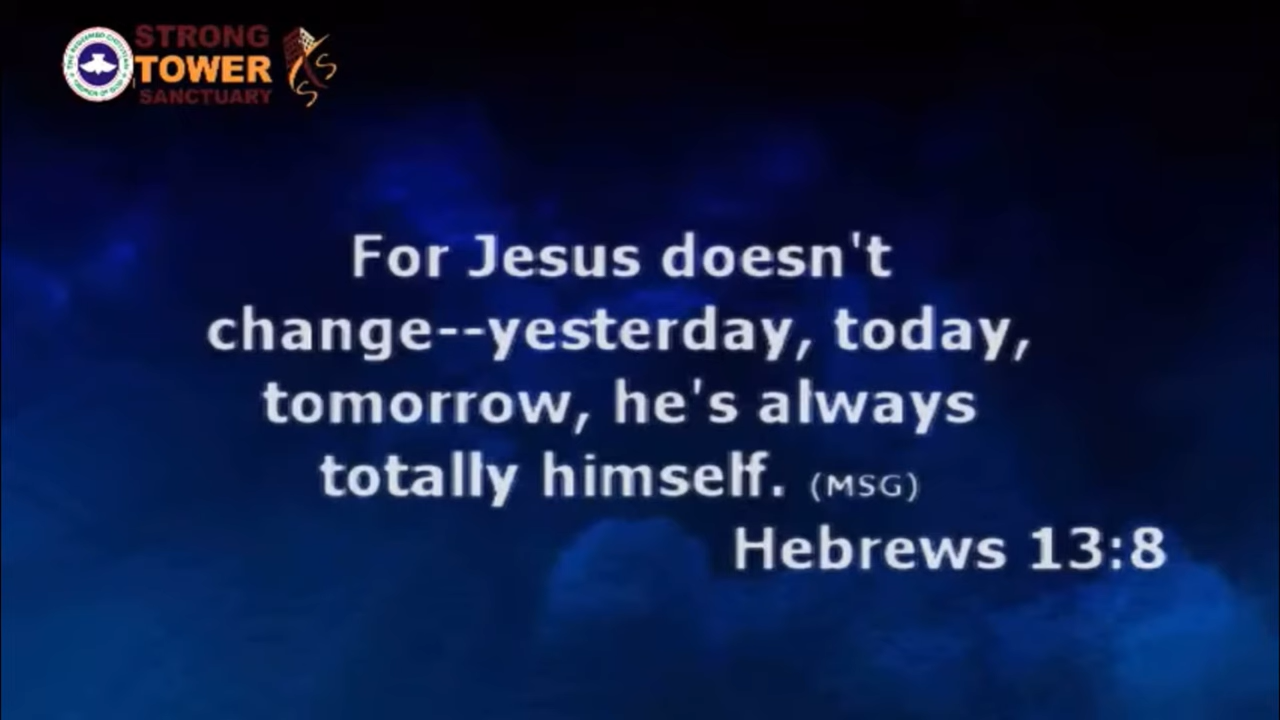 STRONG
TOWER
SANCTUARY
For Jesus doesn't
change--yesterday, today,
tomorrow, he's always
totally himself. (MSG)
Hebrews 13:8